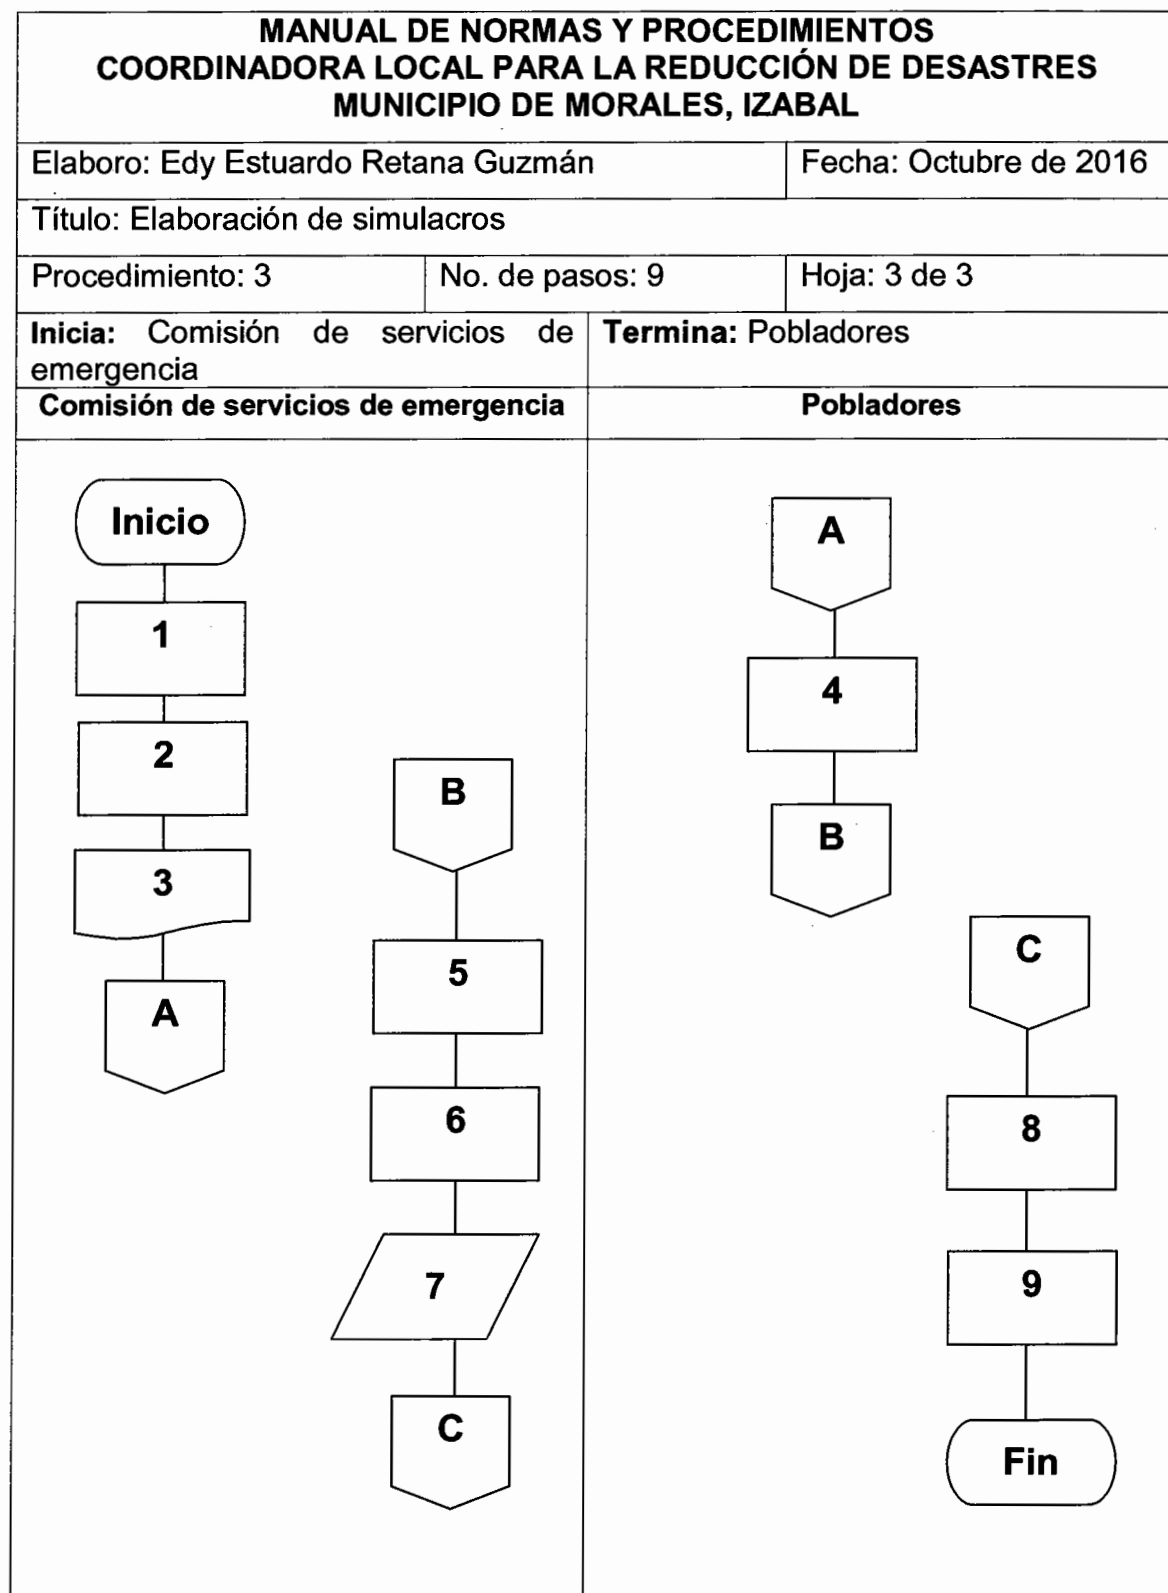 MANUAL DE NORMAS Y PROCEDIMIENTOS
COORDINADORA LOCAL PARA LA REDUCCIÓN DE DESASTRES
MUNICIPIO DE MORALES, IZABAL
Elaboro: Edy Estuardo Retana Guzmán
Fecha: Octubre de 2016
Título: Elaboración de simulacros
Procedimiento: 3
No. de pasos: 9
Hoja: 3 de 3
Inicia: Comisión de servicios de
emergencia
Termina: Pobladores
Comisión de servicios de emergencia
Pobladores
Inicio
1
2
3
A
B
5
6
7
C
A
4
B
C
8
9
Fin